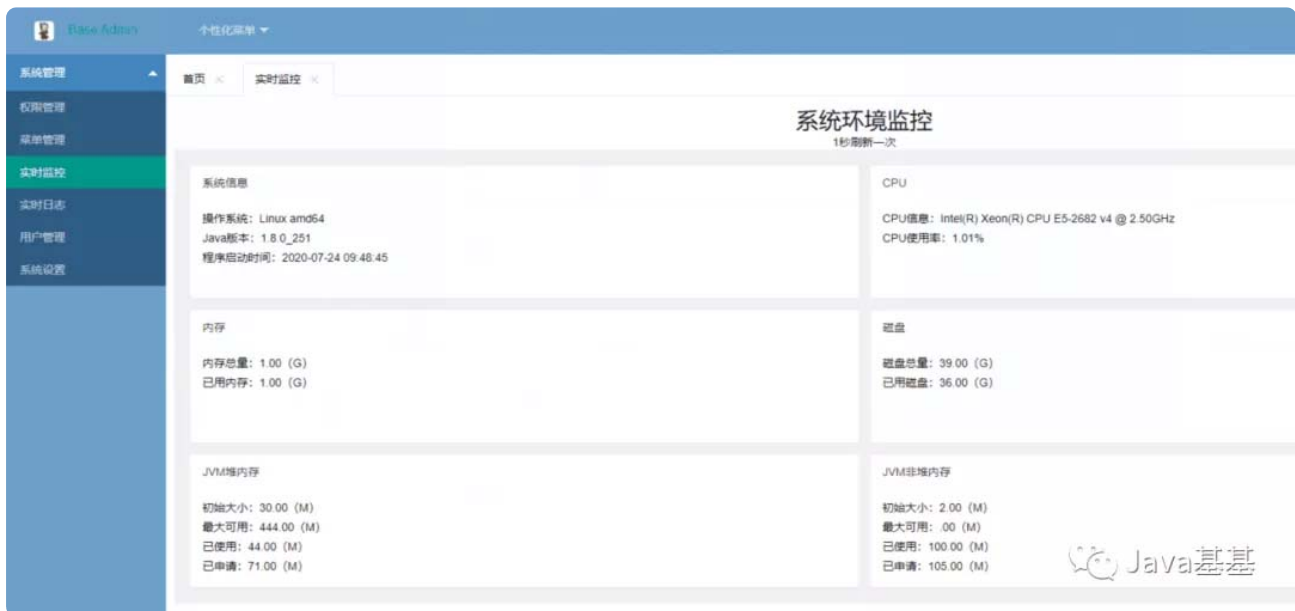 Base Admin
个性化菜单
系统管理
权限管理
菜单管理
实时监控
实时日志
用户管理
系统设置
首页
实时监控
系统环境监控
1秒刷新一次
系统信息
操作系统：Linux amd64
Java版本：1.8.0_251
程序启动时间：2020-07-24 09:48:45
CPU
CPU信息：Intel(R) Xeon(R) CPU E5-2682 v4 @ 2.50GHz
CPU使用率：1.01%
内存
内存总量：1.00（G）
已用内存：1.00（G）
磁盘
磁盘总量：39.00（G）
已用磁盘：36.00（G）
JVM堆内存
初始大小：30.00（M）
最大可用：444.00（M）
已使用：44.00（M）
已申请：71.00（M）
JVM非堆内存
初始大小：2.00（M）
最大可用：.00（M）
已使用：100.00（M）
已申请：105.00（M）
Java基基